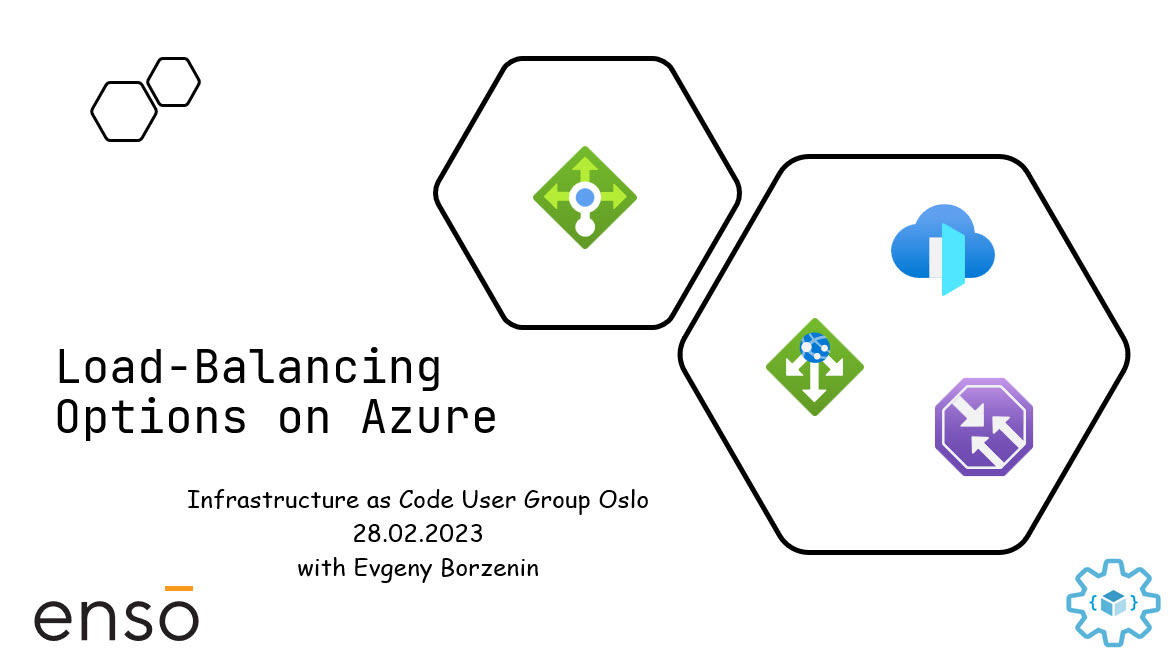 Load-Balancing
Options on Azure
Infrastructure as Code User Group Oslo
28.02.2023
with Evgeny Borzenin
ensō
{ }